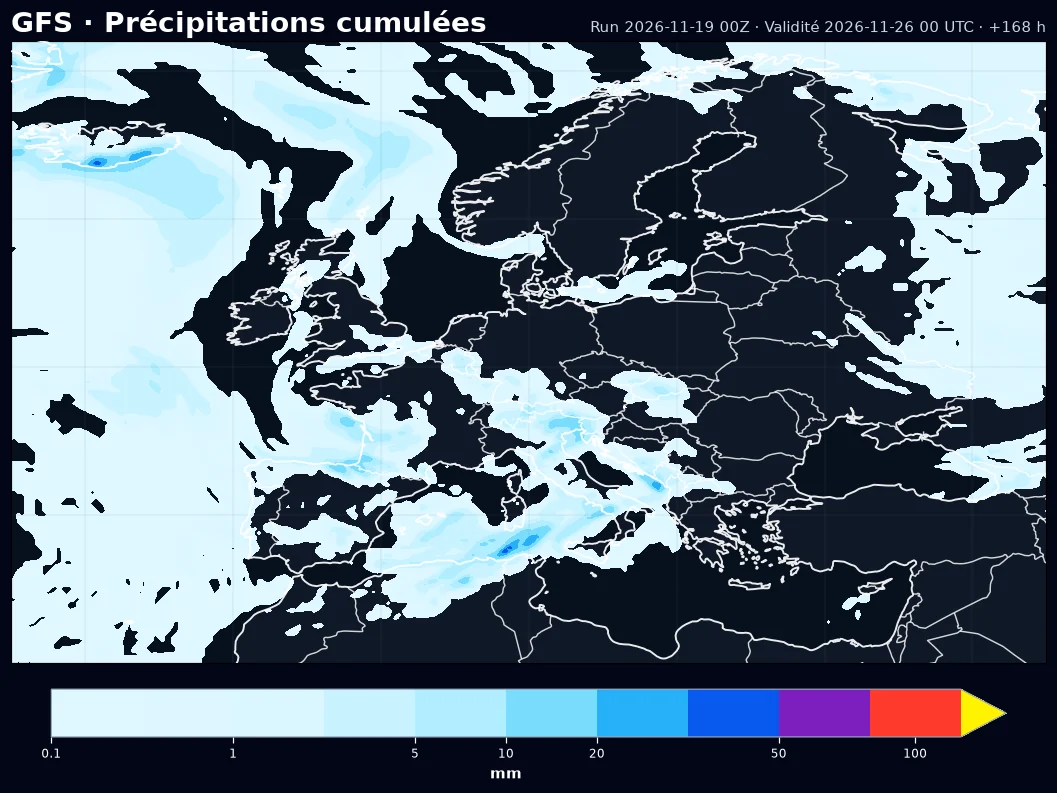 GFS · Précipitations cumulées
Run 2026-11-19 00Z · Validité 2026-11-26 00 UTC · +168 h
0.1 1 5 10 20 50 100
mm